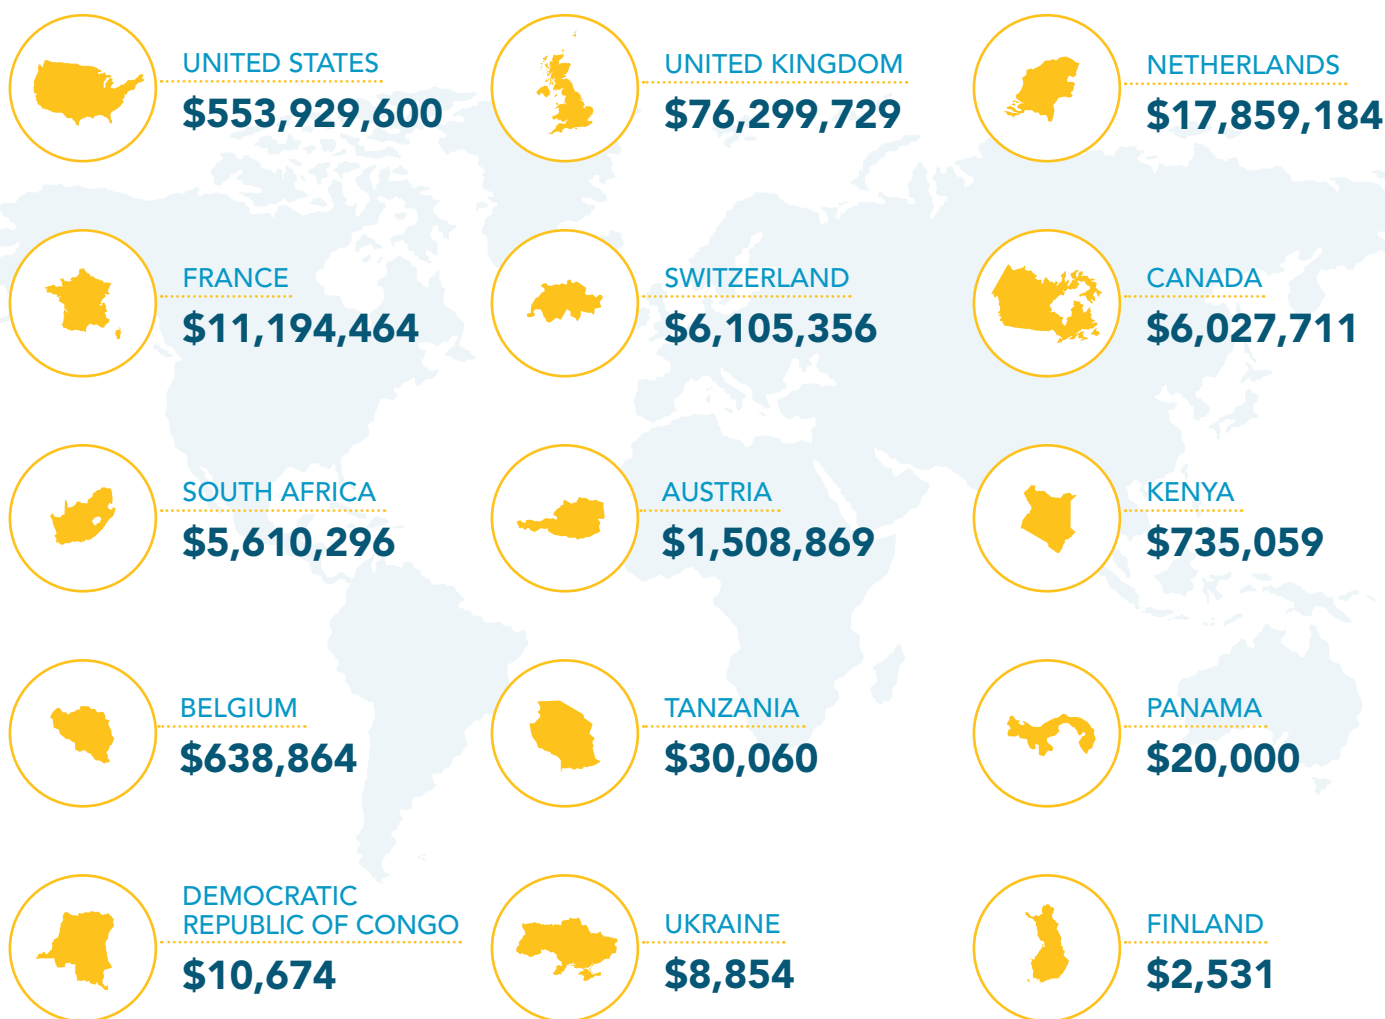 UNITED STATES
$553,929,600
UNITED KINGDOM
$76,299,729
NETHERLANDS
$17,859,184
FRANCE
$11,194,464
SWITZERLAND
$6,105,356
CANADA
$6,027,711
SOUTH AFRICA
$5,610,296
AUSTRIA
$1,508,869
KENYA
$735,059
BELGIUM
$638,864
TANZANIA
$30,060
PANAMA
$20,000
DEMOCRATIC
REPUBLIC OF CONGO
$10,674
UKRAINE
$8,854
FINLAND
$2,531